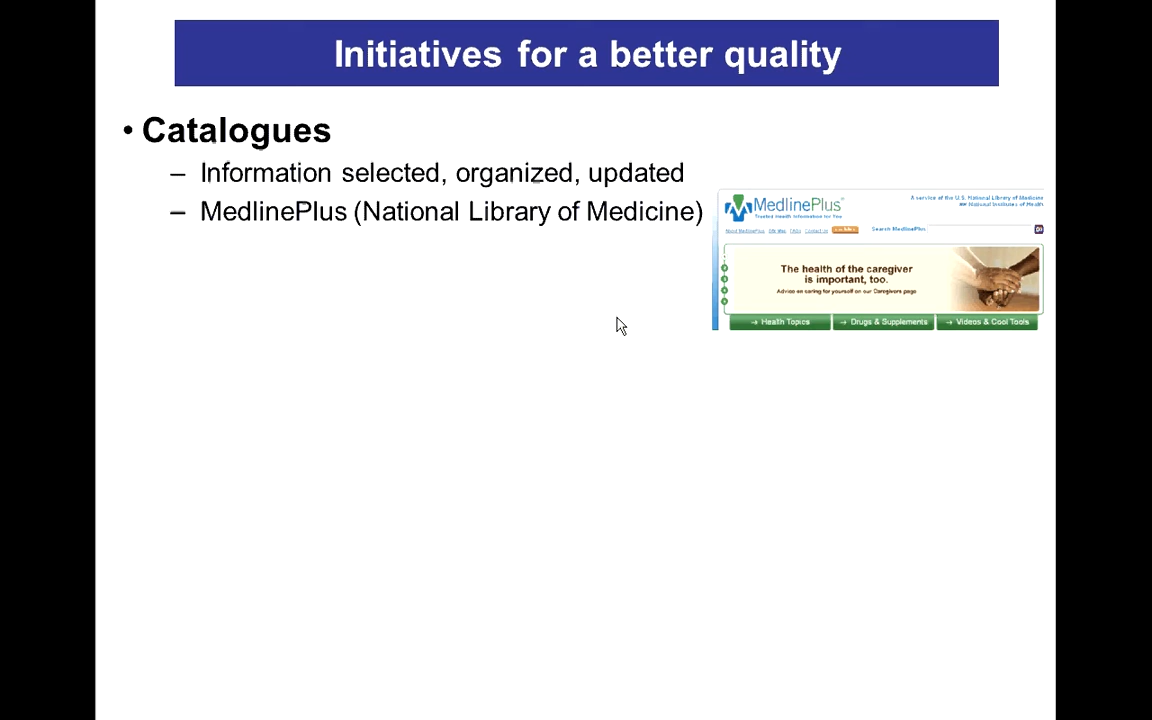 Initiatives for a better quality
• Catalogues
– Information selected, organized, updated
– MedlinePlus (National Library of Medicine)
MedlinePlus®
Trusted Health Information for You
A service of the U.S. National Library of Medicine
National Institutes of Health
About MedlinePlus Site Map FAQs Contact Us
Search MedlinePlus
GO
The health of the caregiver
is important, too.
Advice on caring for yourself on our Caregivers page
→ Health Topics → Drugs & Supplements → Videos & Cool Tools